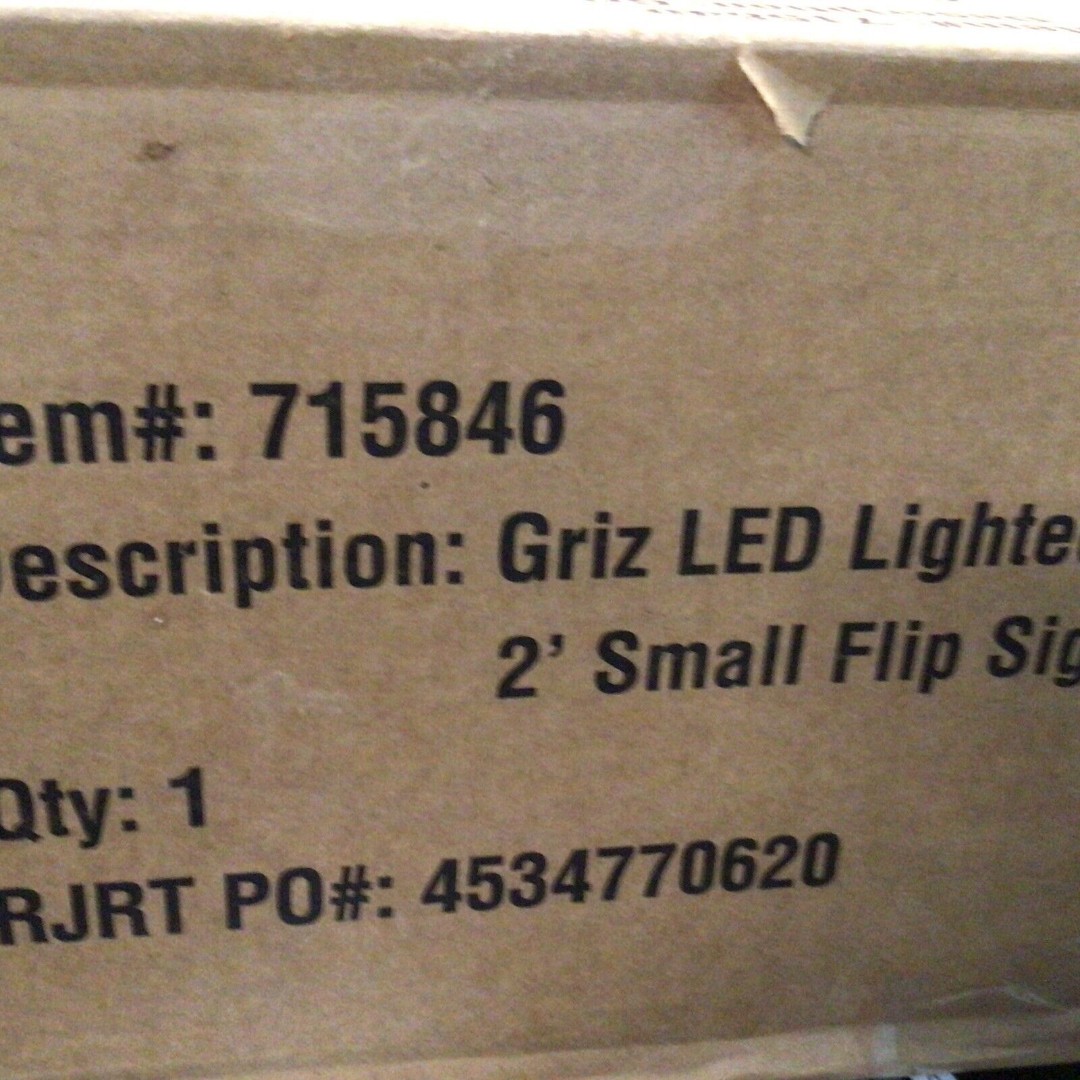 em#: 715846
escription: Griz LED Lighte
2’ Small Flip Sig
Qty: 1
RJRT PO#: 4534770620